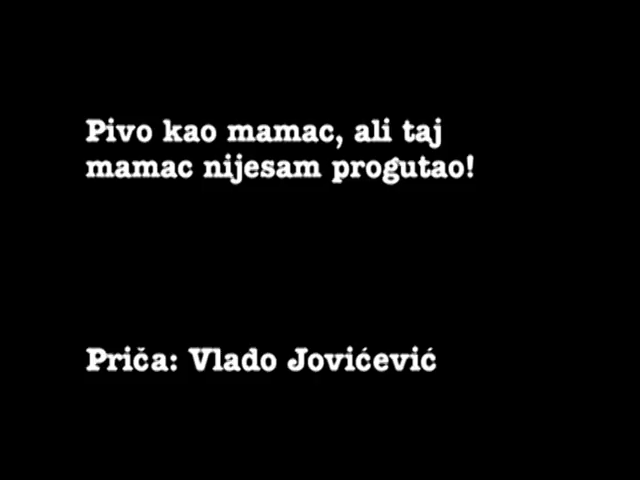 Pivo kao mamac, ali taj
mamac nijesam progutao!
Priča: Vlado Jovićević